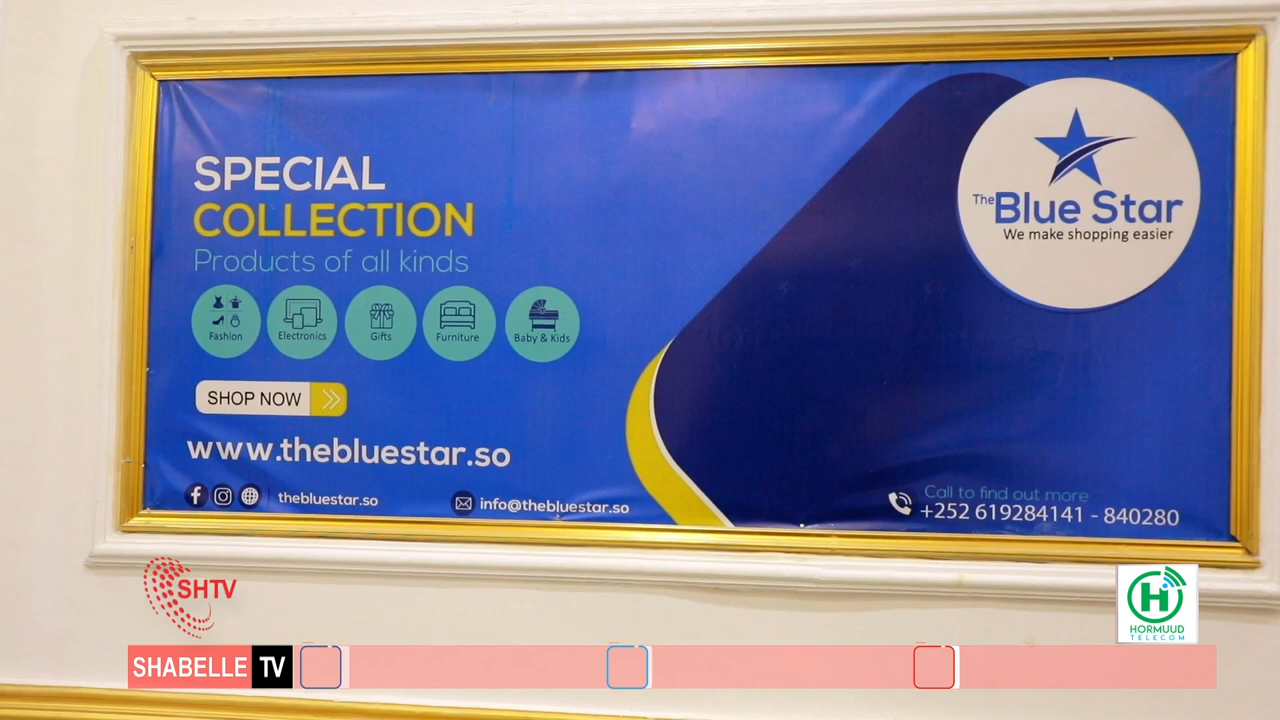 SPECIAL
COLLECTION
Products of all kinds
Fashion
Electronics
Gifts
Furniture
Baby & Kids
SHOP NOW
www.thebluestar.so
thebluestar.so
info@thebluestar.so
The Blue Star
We make shopping easier
Call to find out more
+252 619284141 - 840280
SHTV
HORMUUD
TELECOM
SHABELLE TV